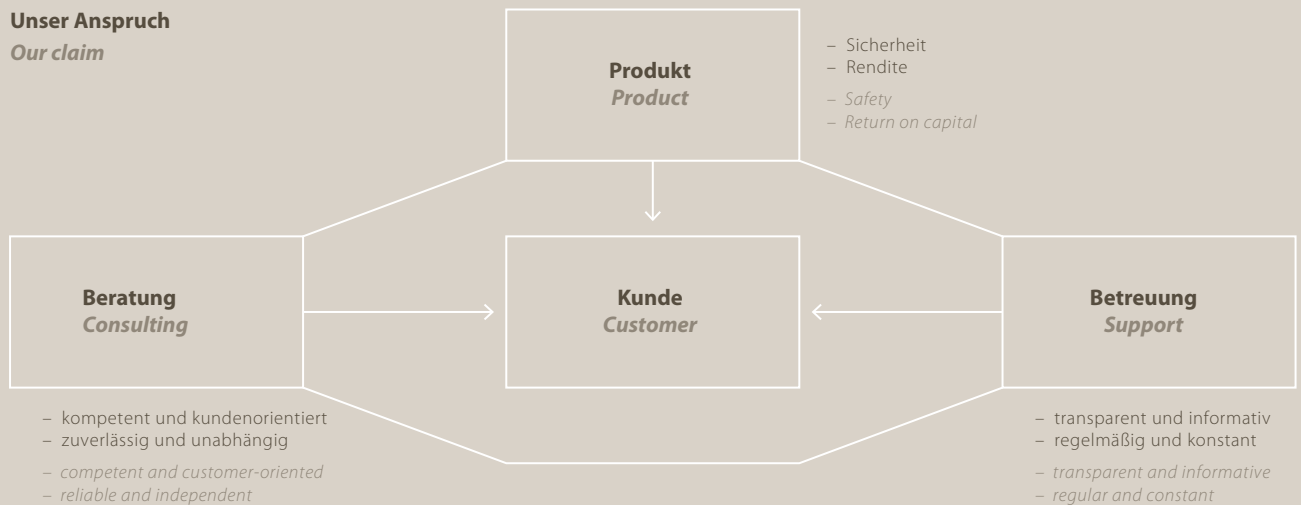 Unser Anspruch
Our claim
Produkt
Product
– Sicherheit
– Rendite
– Safety
– Return on capital
Beratung
Consulting
Kunde
Customer
Betreuung
Support
– kompetent und kundenorientiert
– zuverlässig und unabhängig
– competent and customer-oriented
– reliable and independent
– transparent und informativ
– regelmäßig und konstant
– transparent and informative
– regular and constant